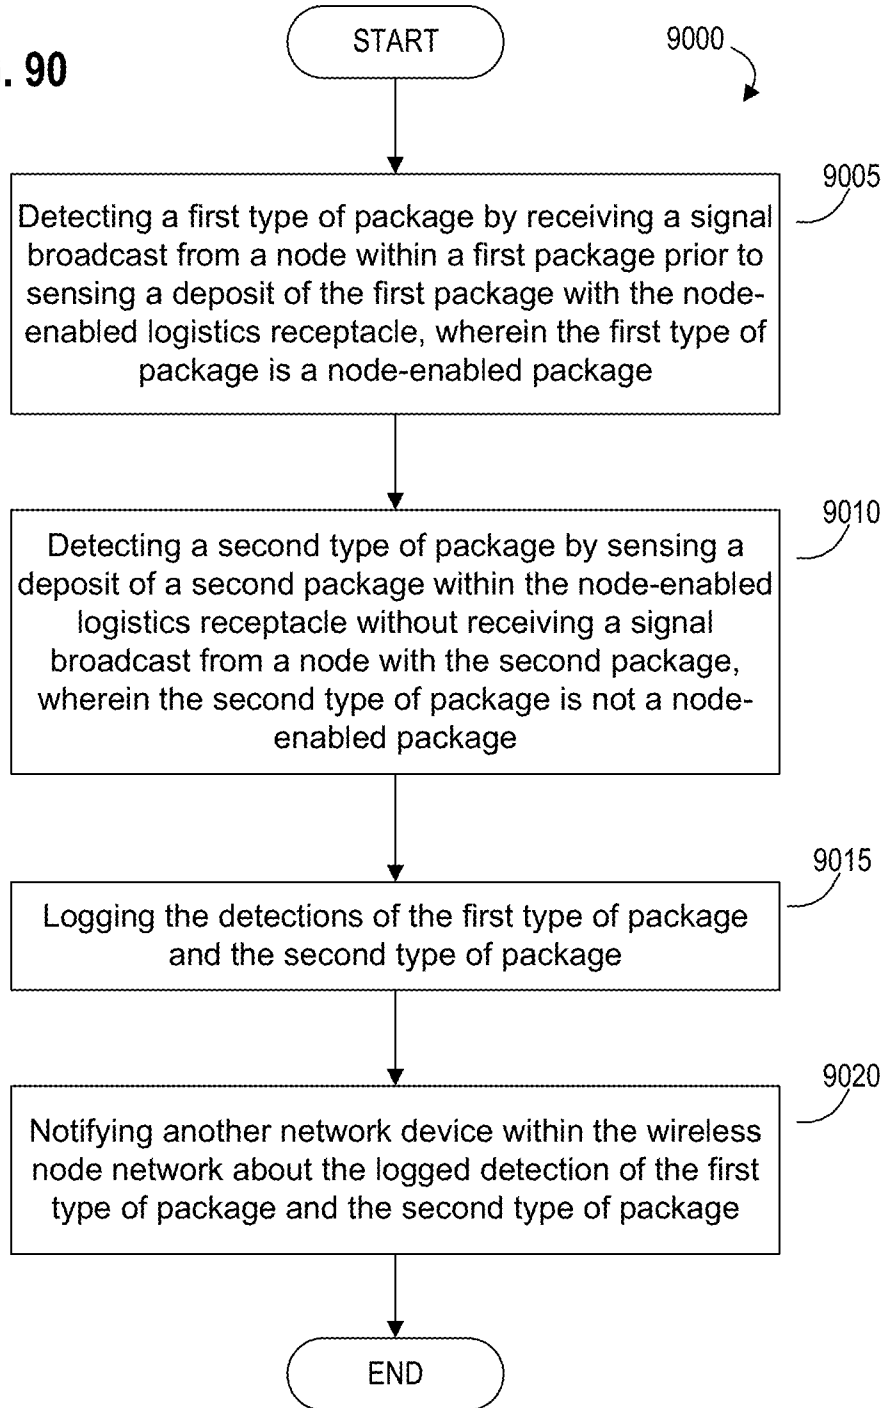 START
9000
. 90
9005
Detecting a first type of package by receiving a signal
broadcast from a node within a first package prior to
sensing a deposit of the first package with the node-
enabled logistics receptacle, wherein the first type of
package is a node-enabled package
9010
Detecting a second type of package by sensing a
deposit of a second package within the node-enabled
logistics receptacle without receiving a signal
broadcast from a node with the second package,
wherein the second type of package is not a node-
enabled package
9015
Logging the detections of the first type of package
and the second type of package
9020
Notifying another network device within the wireless
node network about the logged detection of the first
type of package and the second type of package
END